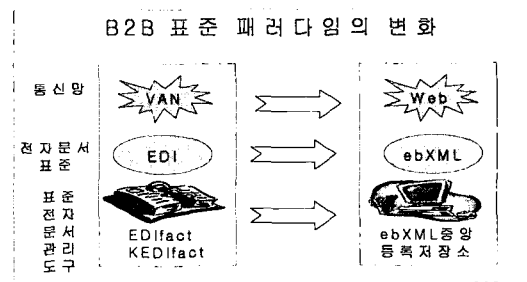 B2B 표준 패러다임의 변화
통신망
VAN
Web
전자문서
표준
EDI
ebXML
표준
전자
문서
관리
도구
EDIfact
KEDIfact
ebXML중앙
등록저장소